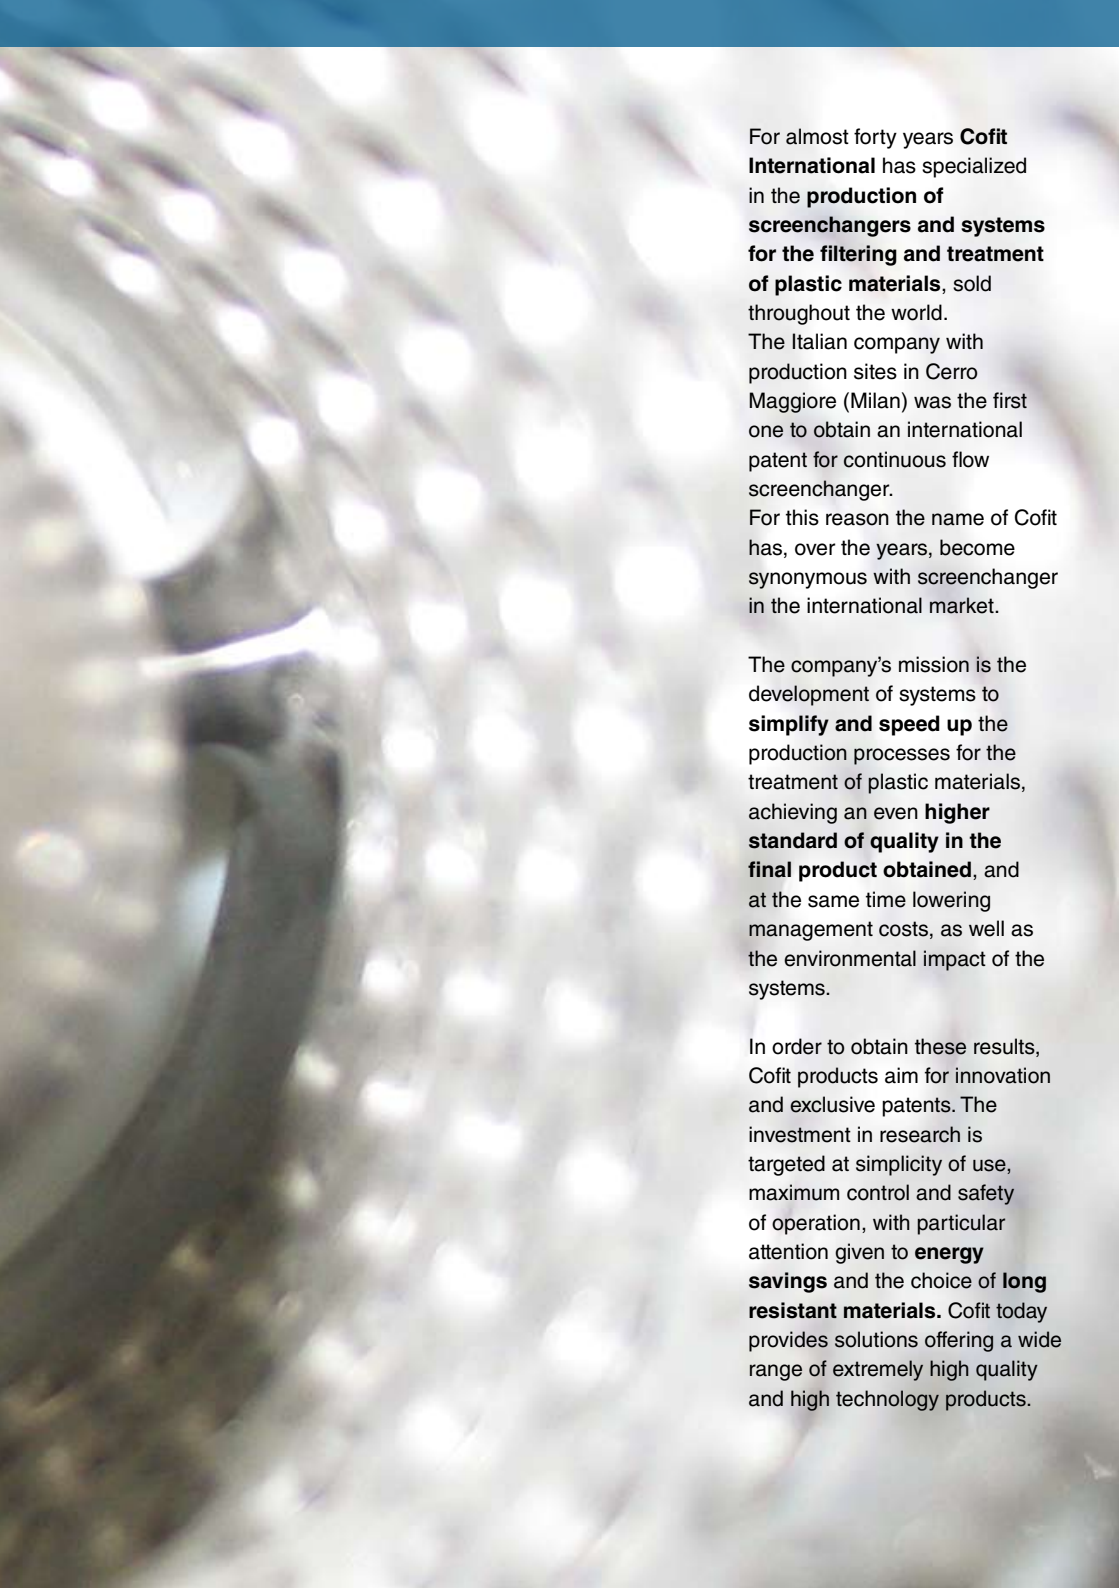 For almost forty years Cofit
International has specialized
in the production of
screenchangers and systems
for the filtering and treatment
of plastic materials, sold
throughout the world.
The Italian company with
production sites in Cerro
Maggiore (Milan) was the first
one to obtain an international
patent for continuous flow
screenchanger.
For this reason the name of Cofit
has, over the years, become
synonymous with screenchanger
in the international market.
The company’s mission is the
development of systems to
simplify and speed up the
production processes for the
treatment of plastic materials,
achieving an even higher
standard of quality in the
final product obtained, and
at the same time lowering
management costs, as well as
the environmental impact of the
systems.
In order to obtain these results,
Cofit products aim for innovation
and exclusive patents. The
investment in research is
targeted at simplicity of use,
maximum control and safety
of operation, with particular
attention given to energy
savings and the choice of long
resistant materials. Cofit today
provides solutions offering a wide
range of extremely high quality
and high technology products.